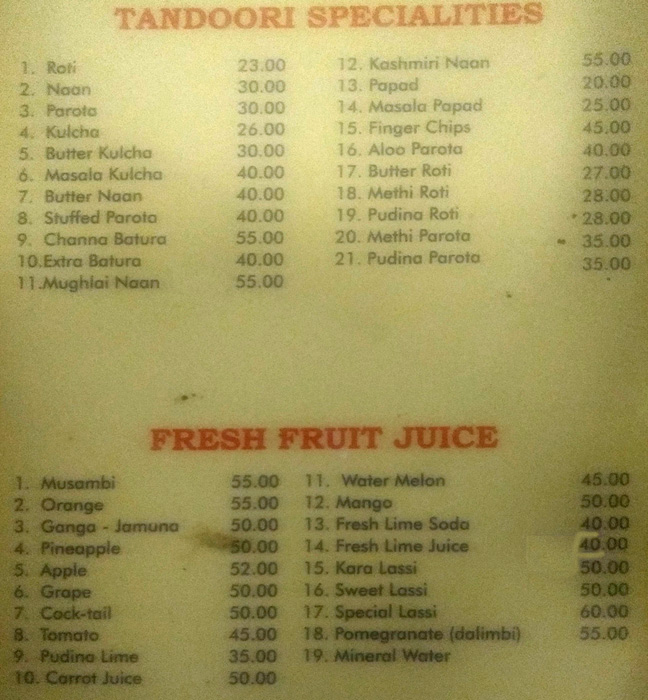 TANDOORI SPECIALITIES
1. Roti 23.00
2. Naan 30.00
3. Parota 30.00
4. Kulcha 26.00
5. Butter Kulcha 30.00
6. Masala Kulcha 40.00
7. Butter Naan 40.00
8. Stuffed Parota 40.00
9. Channa Batura 55.00
10.Extra Batura 40.00
11.Mughlai Naan 55.00
12. Kashmiri Naan 55.00
13. Papad 20.00
14. Masala Papad 25.00
15. Finger Chips 45.00
16. Aloo Parota 40.00
17. Butter Roti 27.00
18. Methi Roti 28.00
19. Pudina Roti 28.00
20. Methi Parota 35.00
21. Pudina Parota 35.00
FRESH FRUIT JUICE
1. Musambi 55.00
2. Orange 55.00
3. Ganga - Jamuna 50.00
4. Pineapple 50.00
5. Apple 52.00
6. Grape 50.00
7. Cock-tail 50.00
8. Tomato 45.00
9. Pudina Lime 35.00
10. Carrot Juice 50.00
11. Water Melon 45.00
12. Mango 50.00
13. Fresh Lime Soda 40.00
14. Fresh Lime Juice 40.00
15. Kara Lassi 50.00
16. Sweet Lassi 50.00
17. Special Lassi 60.00
18. Pomegranate (dalimbi) 55.00
19. Mineral Water